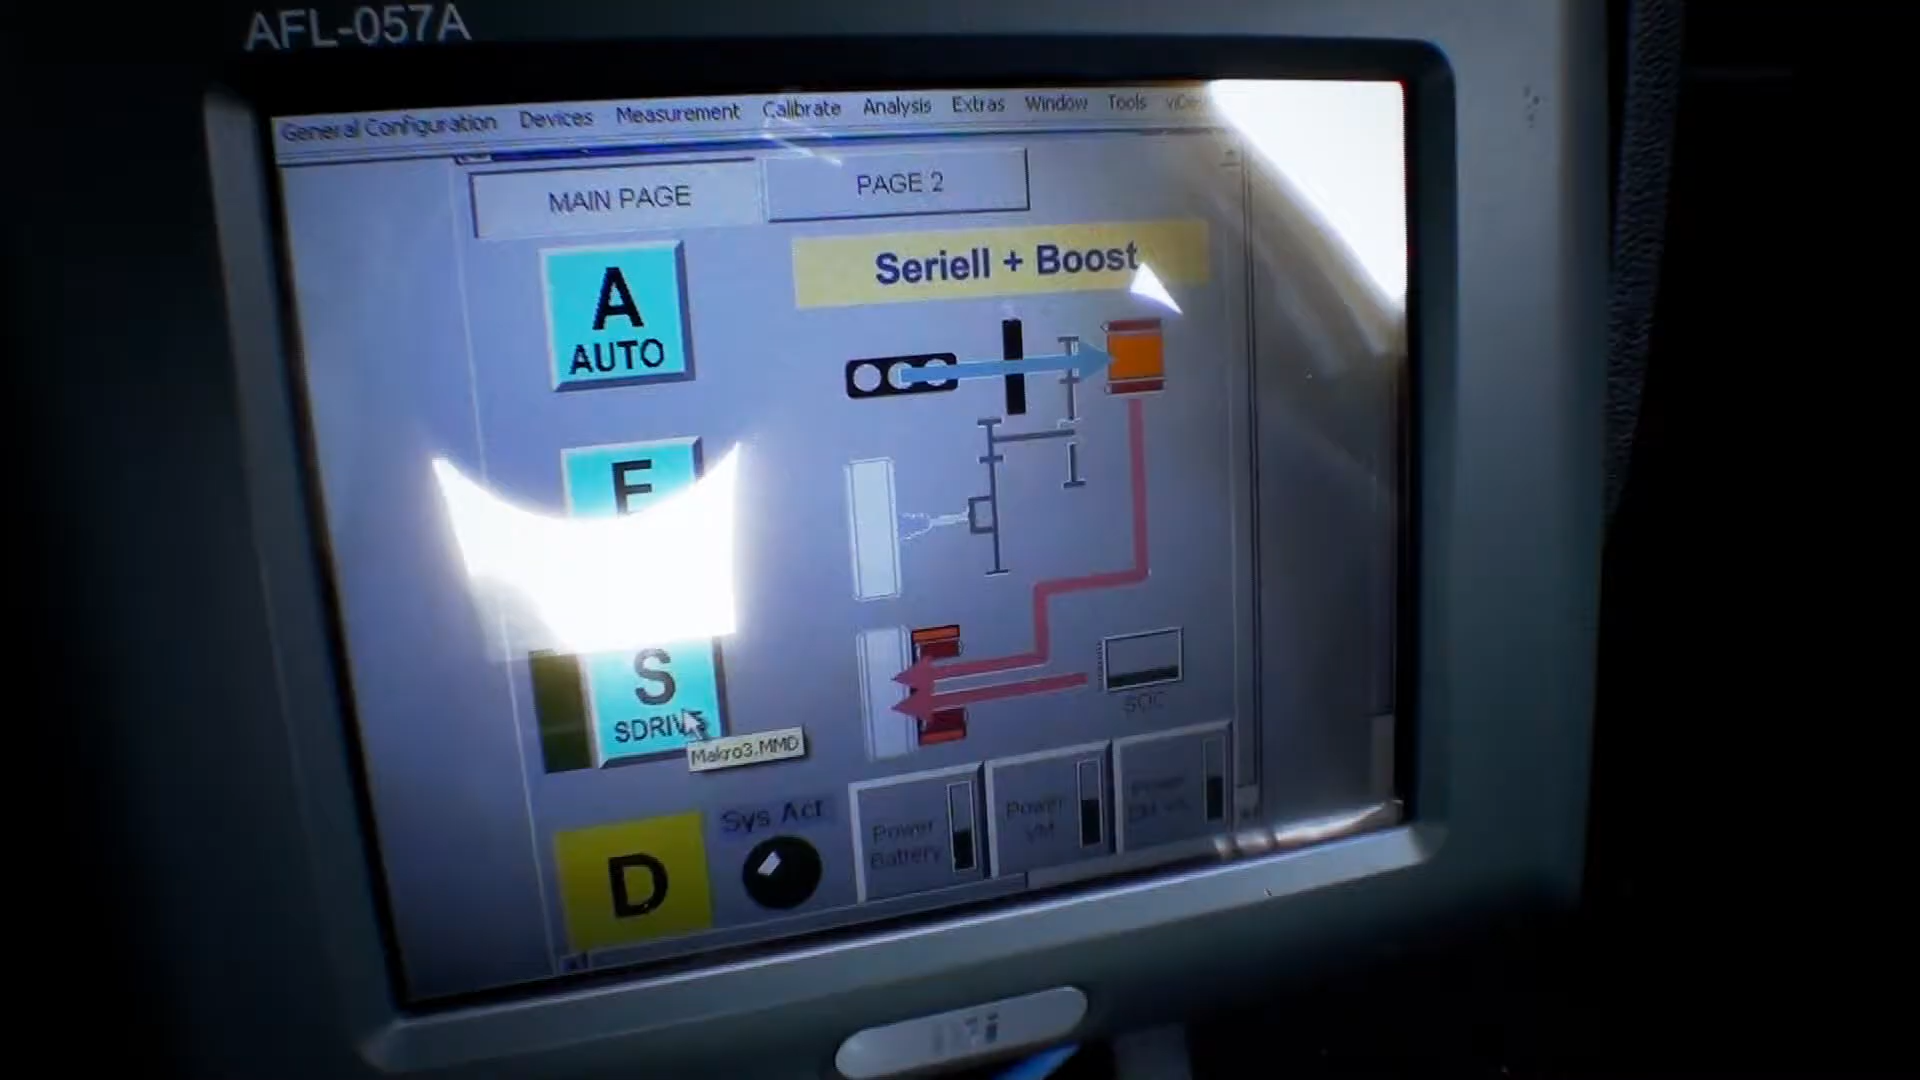 AFL-057A
General Configuration Devices Measurement Calibrate Analysis Extras Window Tools
MAIN PAGE PAGE 2
A
AUTO
Seriell + Boost
E
S
SDRIVE
Makro3.MMD
SOC
Sys Act
Power
Battery
Power
VM
Power
D